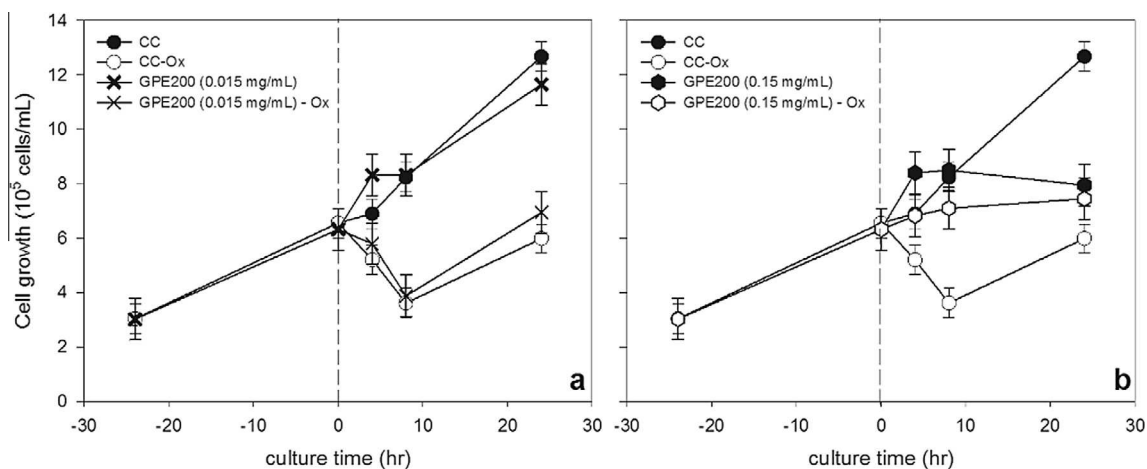 14
12
10
8
6
4
2
0
Cell growth (10⁵ cells/mL)
CC
CC-Ox
GPE200 (0.015 mg/mL)
GPE200 (0.015 mg/mL) - Ox
a
-30 -20 -10 0 10 20 30
culture time (hr)
CC
CC-Ox
GPE200 (0.15 mg/mL)
GPE200 (0.15 mg/mL) - Ox
b
-30 -20 -10 0 10 20 30
culture time (hr)